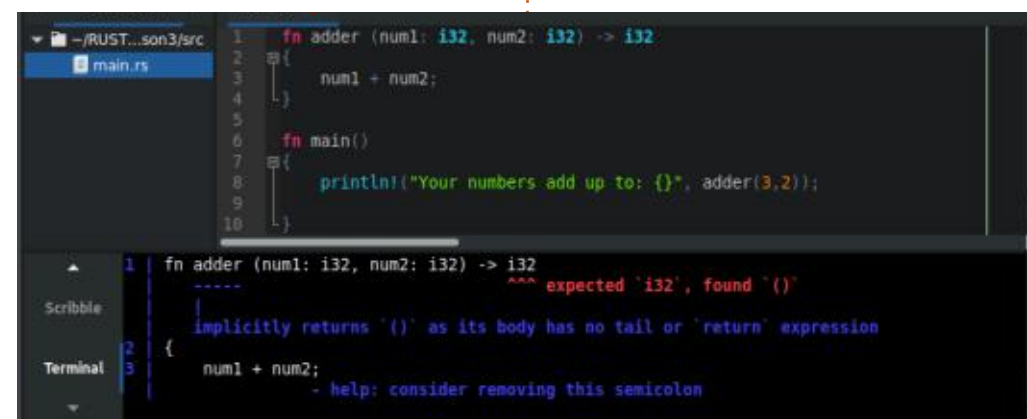 ~/RUST...son3/src
main.rs
1 fn adder (num1: i32, num2: i32) -> i32
2 {
3 num1 + num2;
4 }
5
6 fn main()
7 {
8 println!("Your numbers add up to: {}", adder(3,2));
9
10 }
Scribble
Terminal
1 | fn adder (num1: i32, num2: i32) -> i32
| ----- ^^^ expected `i32`, found `()`
| |
| implicitly returns `()` as its body has no tail or `return` expression
2 | {
3 | num1 + num2;
| - help: consider removing this semicolon